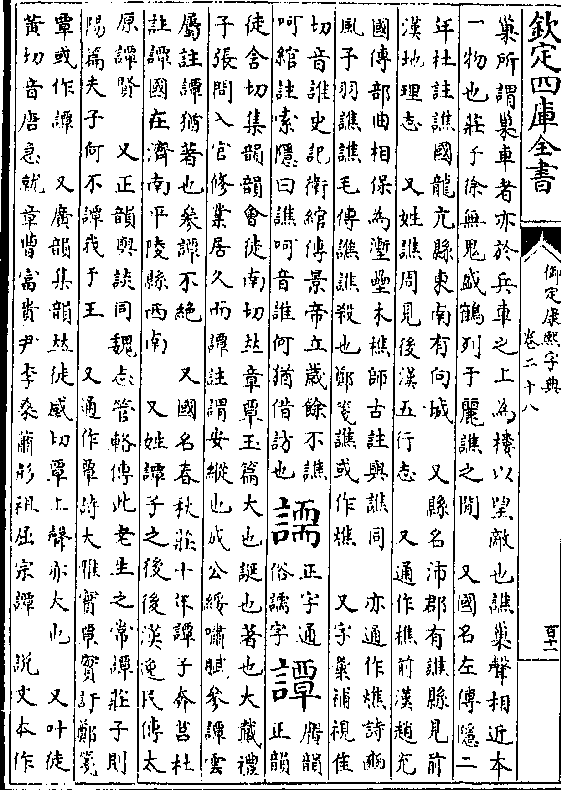 欽定四庫全書
御定康熙字典
卷二十八
百十一
巢所謂巢車者亦於兵車之上為樓以望敵也譙巢聲相近本
一物也莊子徐無鬼盛鶴列于麗譙之閒　又國名左傳隱二
年杜註譙國龍亢縣東南有向城　又縣名沛郡有譙縣見前
漢地理志　又姓譙周見後漢五行志　又通作樵前漢趙充
國傳部曲相保為壍壘木樵師古註與譙同　亦通作燋詩豳
風予羽譙譙毛傳譙譙殺也鄭箋譙或作燋　又字彙補視隹
切音誰史記衛綰傳景帝立歲餘不譙
呵綰註索隱曰譙呵音誰何猶借訪也
譳
正字通
俗譳字
譚
唐韻
正韻
徒含切集韻韻會徒南切𠀤音覃玉篇大也誕也著也大戴禮
子張問入官修業居久而譚註謂安縱也成公綏嘯賦參譚雲
屬註譚猶著也參譚不絕　又國名春秋莊十年譚子奔莒杜
註譚國在濟南平陵縣西南　又姓譚子之後後漢逸民傳太
原譚賢　又正韻與談同魏志管輅傳此老生之常譚莊子則
陽篇夫子何不譚我于王　又通作覃詩大雅實覃實訏鄭箋
覃或作譚　又廣韻集韻𠀤徒感切覃上聲亦大也　又叶徒
黃切音唐急就章曹富貴尹李桑蕭彤祖屈宗譚　說文本作